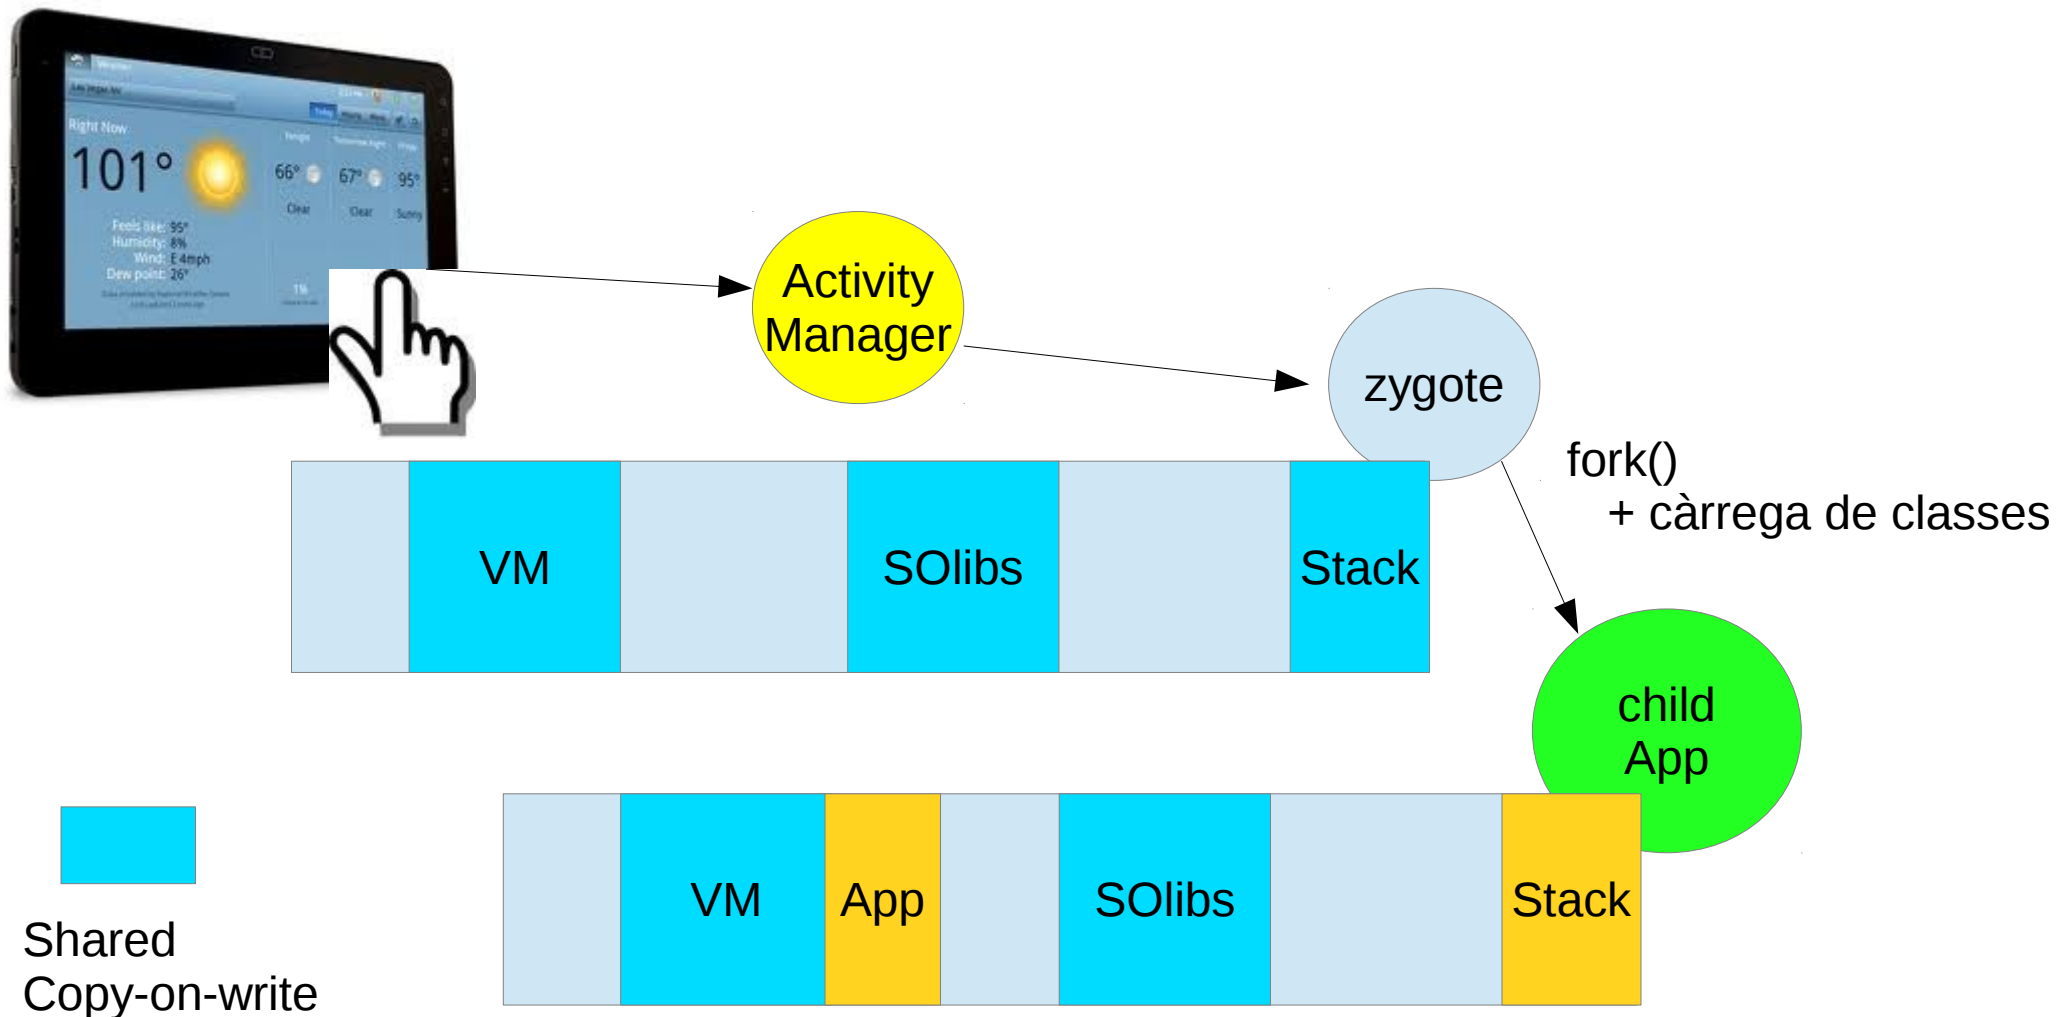 Right Now
101°
66°
67°
95°
Clear
Clear
Sunny
Feels like: 95°
Humidity: 8%
Wind: E 4mph
Dew point: 26°
Activity
Manager
zygote
fork()
+ càrrega de classes
VM
SOlibs
Stack
child
App
VM
App
SOlibs
Stack
Shared
Copy-on-write